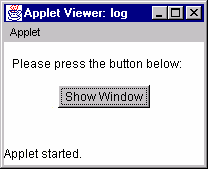 Applet Viewer: log
Applet
Please press the button below:
Show Window
Applet started.